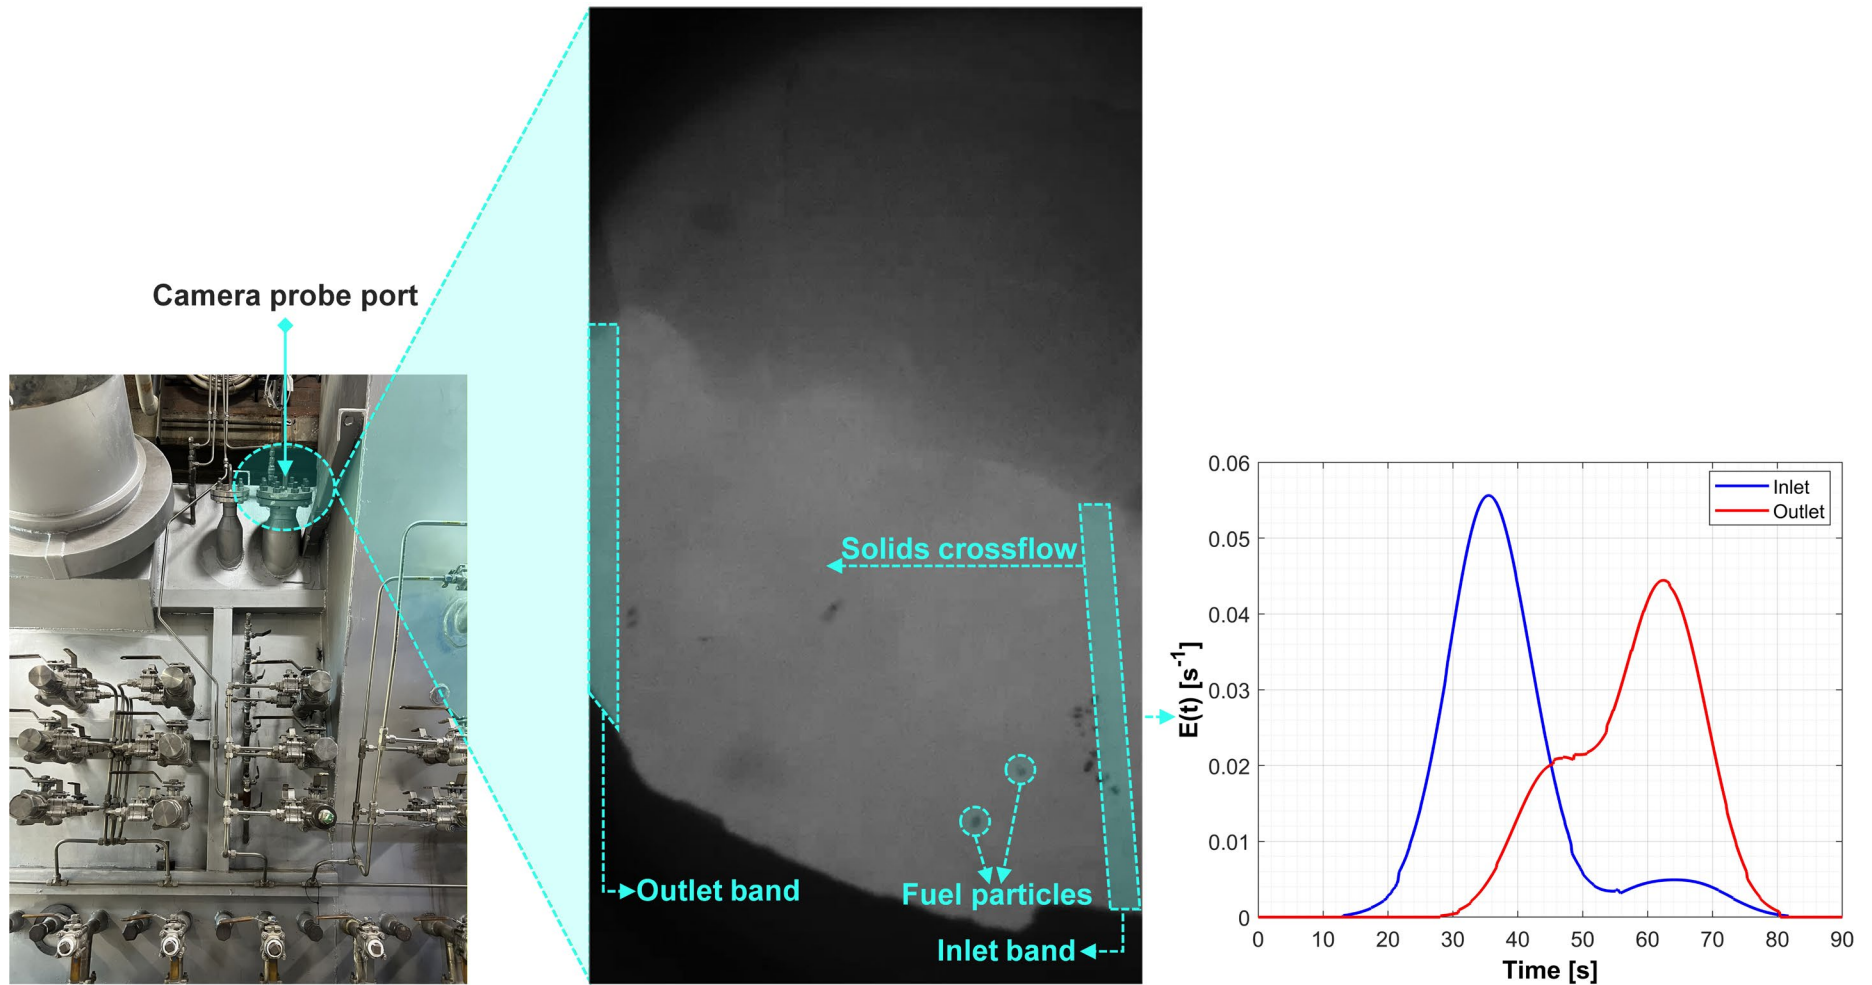 Camera probe port
Solids crossflow
Fuel particles
Outlet band
Inlet band
E(t) [s-1]
0.06
0.05
0.04
0.03
0.02
0.01
0
Inlet
Outlet
0 10 20 30 40 50 60 70 80 90
Time [s]